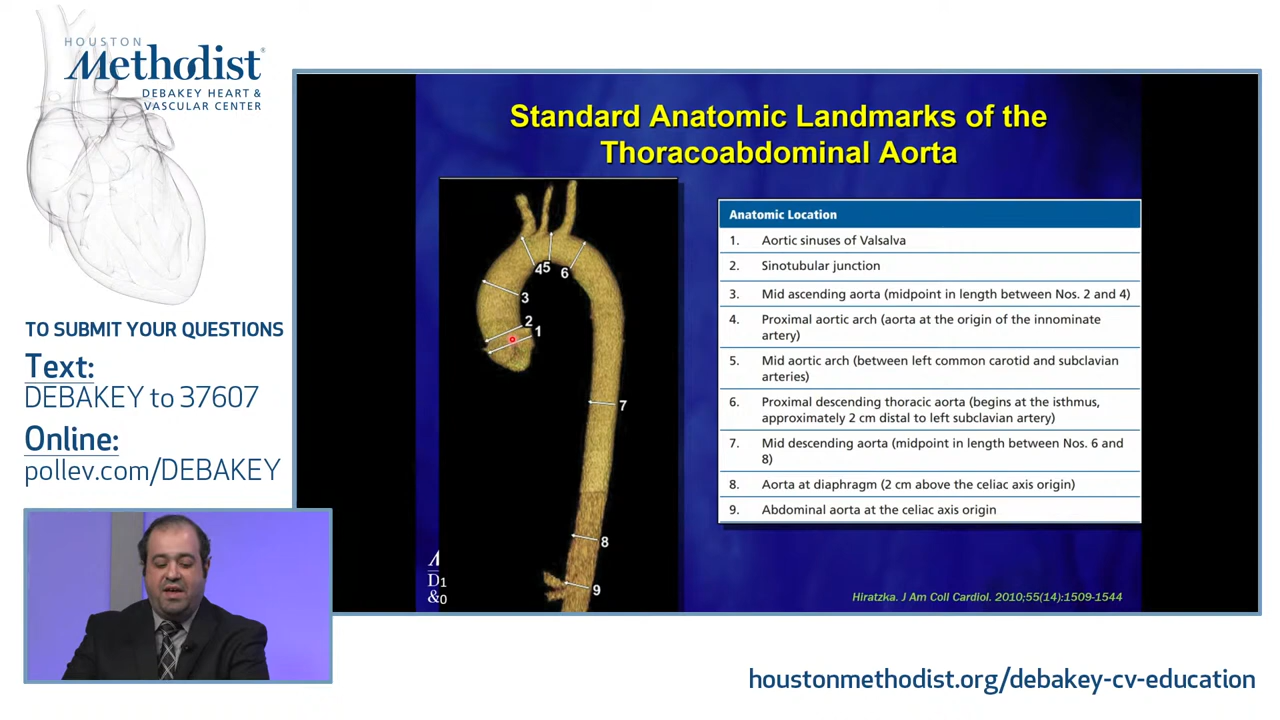 HOUSTON
Methodist®
DEBAKEY HEART &
VASCULAR CENTER
TO SUBMIT YOUR QUESTIONS
Text:
DEBAKEY to 37607
Online:
pollev.com/DEBAKEY
Standard Anatomic Landmarks of the
Thoracoabdominal Aorta
4
5
6
3
2
1
7
8
9
Anatomic Location
1. Aortic sinuses of Valsalva
2. Sinotubular junction
3. Mid ascending aorta (midpoint in length between Nos. 2 and 4)
4. Proximal aortic arch (aorta at the origin of the innominate
artery)
5. Mid aortic arch (between left common carotid and subclavian
arteries)
6. Proximal descending thoracic aorta (begins at the isthmus,
approximately 2 cm distal to left subclavian artery)
7. Mid descending aorta (midpoint in length between Nos. 6 and
8)
8. Aorta at diaphragm (2 cm above the celiac axis origin)
9. Abdominal aorta at the celiac axis origin
D1
&0
Hiratzka. J Am Coll Cardiol. 2010;55(14):1509-1544
houstonmethodist.org/debakey-cv-education